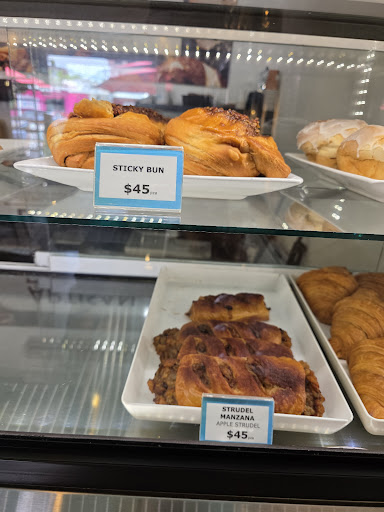 STICKY BUN
$45
STRUDEL
MANZANA
APPLE STRUDEL
$45